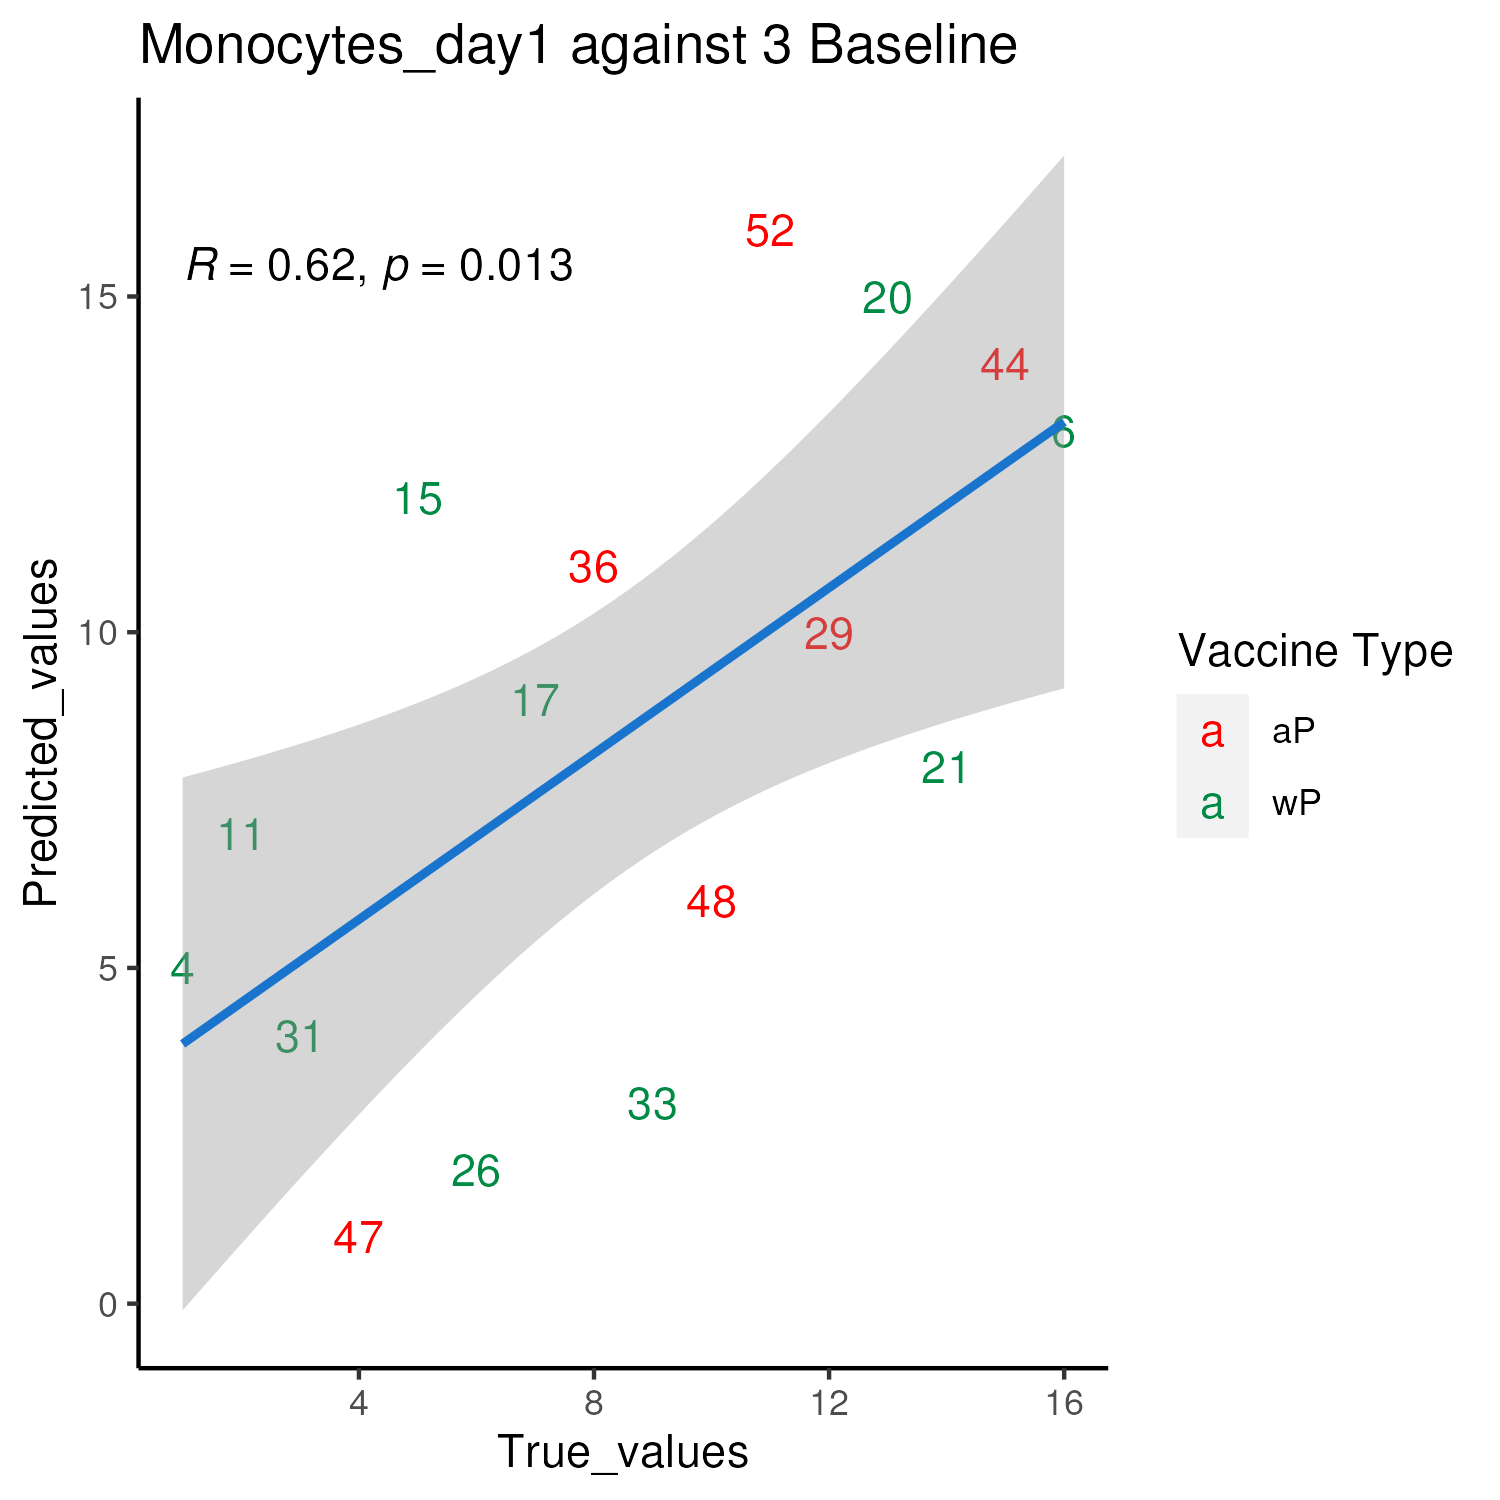 Monocytes_day1 against 3 Baseline
R = 0.62, p = 0.013
52
20
44
6
15
36
29
17
21
11
48
4
31
33
26
47
15
10
5
0
Predicted_values
4 8 12 16
True_values
Vaccine Type
a aP
a wP